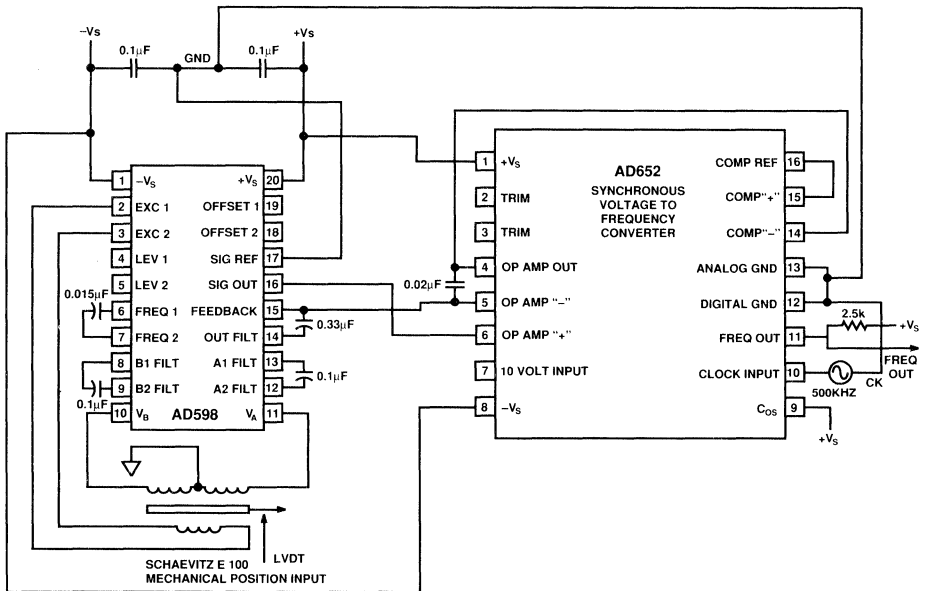 −Vs
+Vs
0.1µF
GND
0.1µF
1
−VS
+VS
20
2
EXC 1
OFFSET 1
19
3
EXC 2
OFFSET 2
18
4
LEV 1
SIG REF
17
5
LEV 2
SIG OUT
16
0.015µF
6
FREQ 1
FEEDBACK
15
0.33µF
7
FREQ 2
OUT FILT
14
8
B1 FILT
A1 FILT
13
0.1µF
9
B2 FILT
A2 FILT
12
0.1µF
10
VB
AD598
VA
11
LVDT
SCHAEVITZ E 100
MECHANICAL POSITION INPUT
AD652
SYNCHRONOUS
VOLTAGE TO
FREQUENCY
CONVERTER
1
+VS
COMP REF
16
2
TRIM
COMP"+"
15
3
TRIM
COMP"−"
14
4
OP AMP OUT
ANALOG GND
13
0.02µF
5
OP AMP "−"
DIGITAL GND
12
6
OP AMP "+"
FREQ OUT
11
2.5k
+VS
FREQ
OUT
7
10 VOLT INPUT
CLOCK INPUT
10
500KHZ
CK
8
−VS
COS
9
+VS